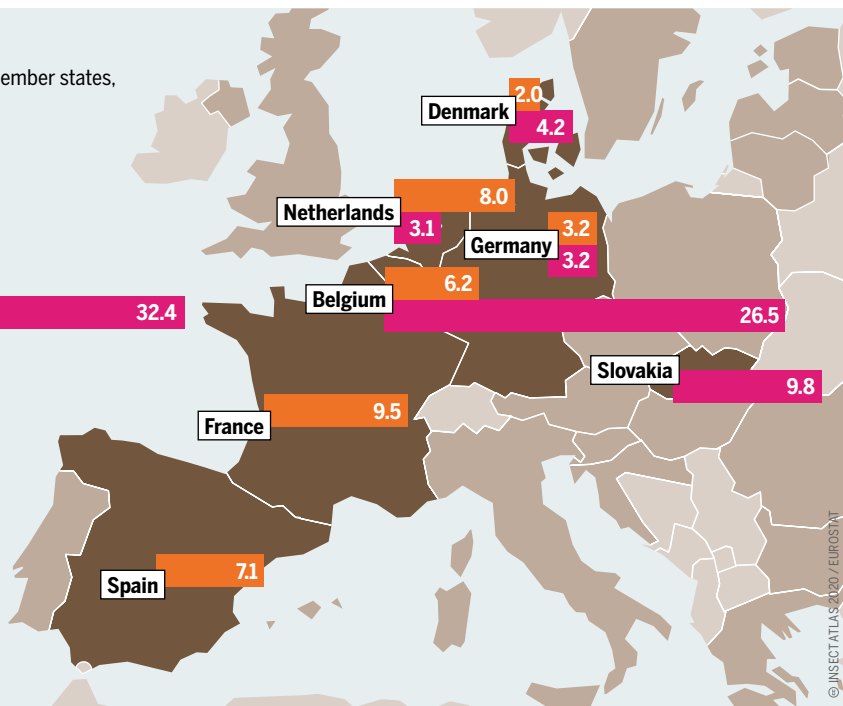 ember states,
2.0
Denmark
4.2
8.0
Netherlands
3.1
3.2
Germany
3.2
6.2
Belgium
32.4
26.5
Slovakia
9.8
9.5
France
7.1
Spain
© INSECT ATLAS 2020 / EUROSTAT